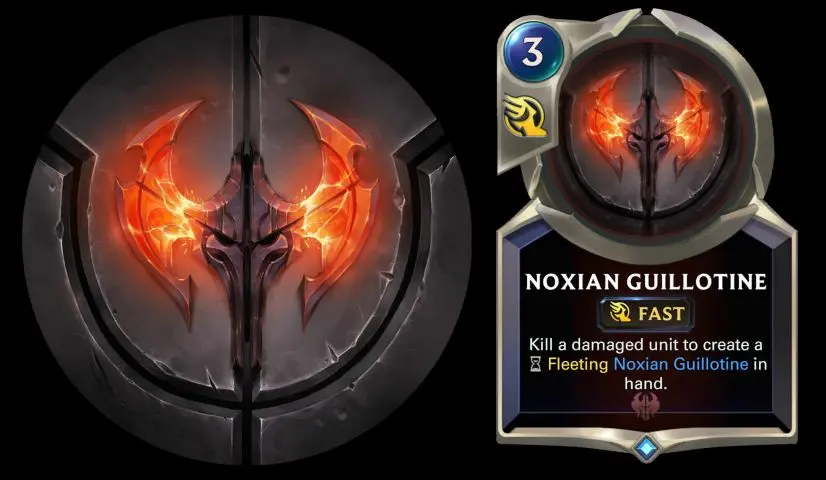 3
NOXIAN GUILLOTINE
FAST
Kill a damaged unit to create a
Fleeting Noxian Guillotine in
hand.